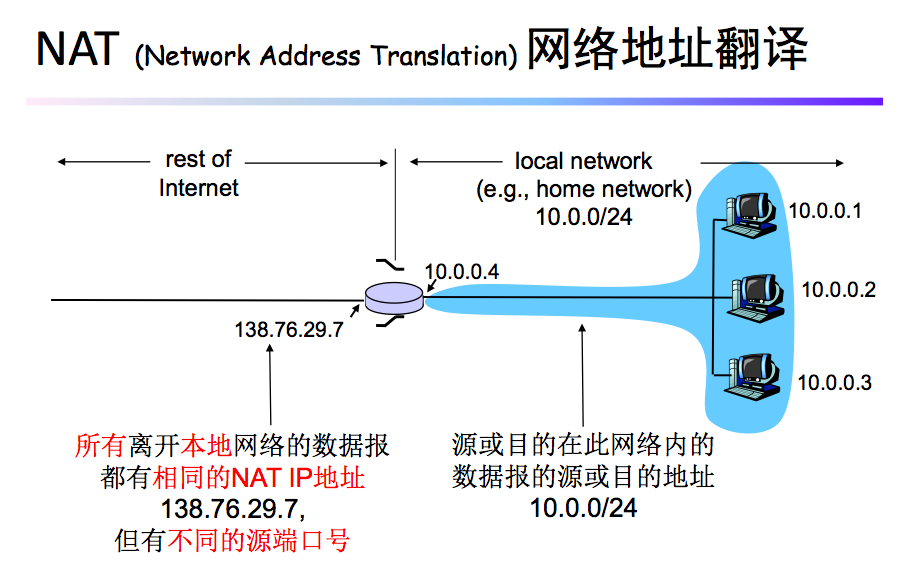 NAT (Network Address Translation) 网络地址翻译
rest of
Internet
local network
(e.g., home network)
10.0.0/24
10.0.0.1
10.0.0.4
10.0.0.2
138.76.29.7
10.0.0.3
所有离开本地网络的数据报
都有相同的NAT IP地址
138.76.29.7,
但有不同的源端口号
源或目的在此网络内的
数据报的源或目的地址
10.0.0/24